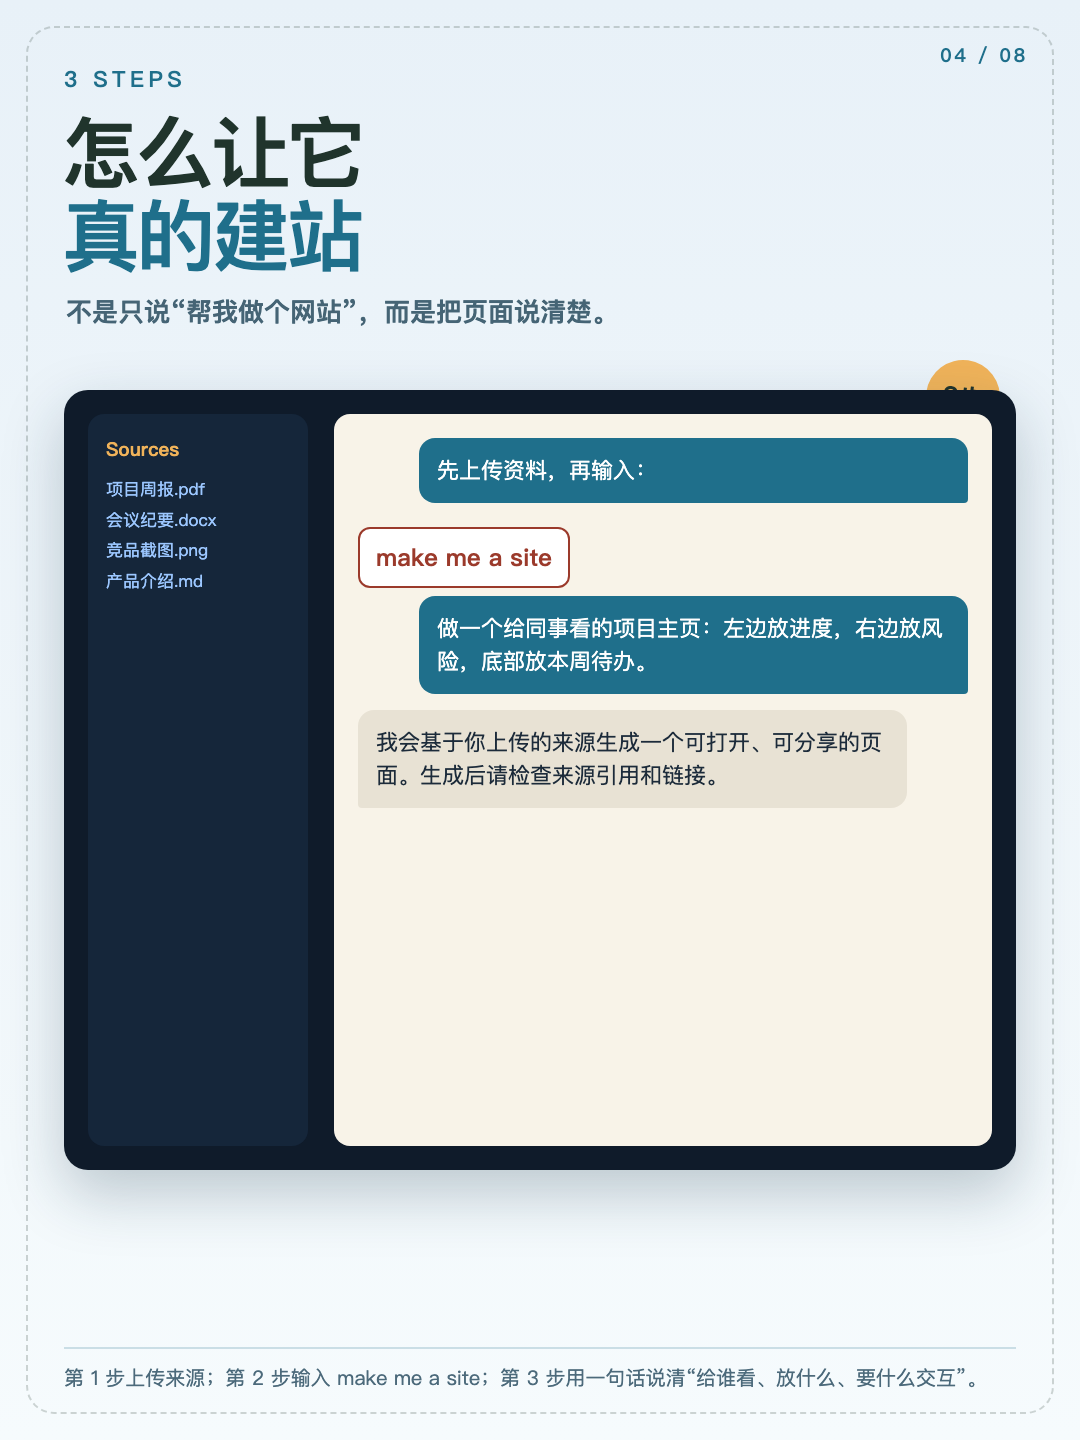 04 / 08
3 STEPS
怎么让它
真的建站
不是只说“帮我做个网站”，而是把页面说清楚。
Sources
项目周报.pdf
会议纪要.docx
竞品截图.png
产品介绍.md
先上传资料，再输入：
make me a site
做一个给同事看的项目主页：左边放进度，右边放风
险，底部放本周待办。
我会基于你上传的来源生成一个可打开、可分享的页
面。生成后请检查来源引用和链接。
第 1 步上传来源；第 2 步输入 make me a site；第 3 步用一句话说清“给谁看、放什么、要什么交互”。